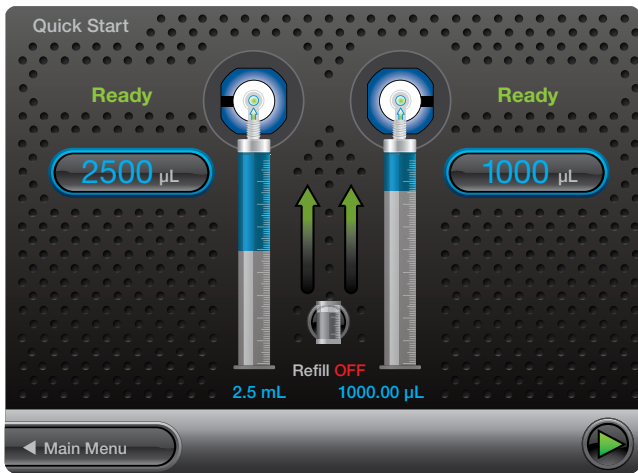 Quick Start
Ready
Ready
2500 µL
1000 µL
Refill OFF
2.5 mL
1000.00 µL
Main Menu